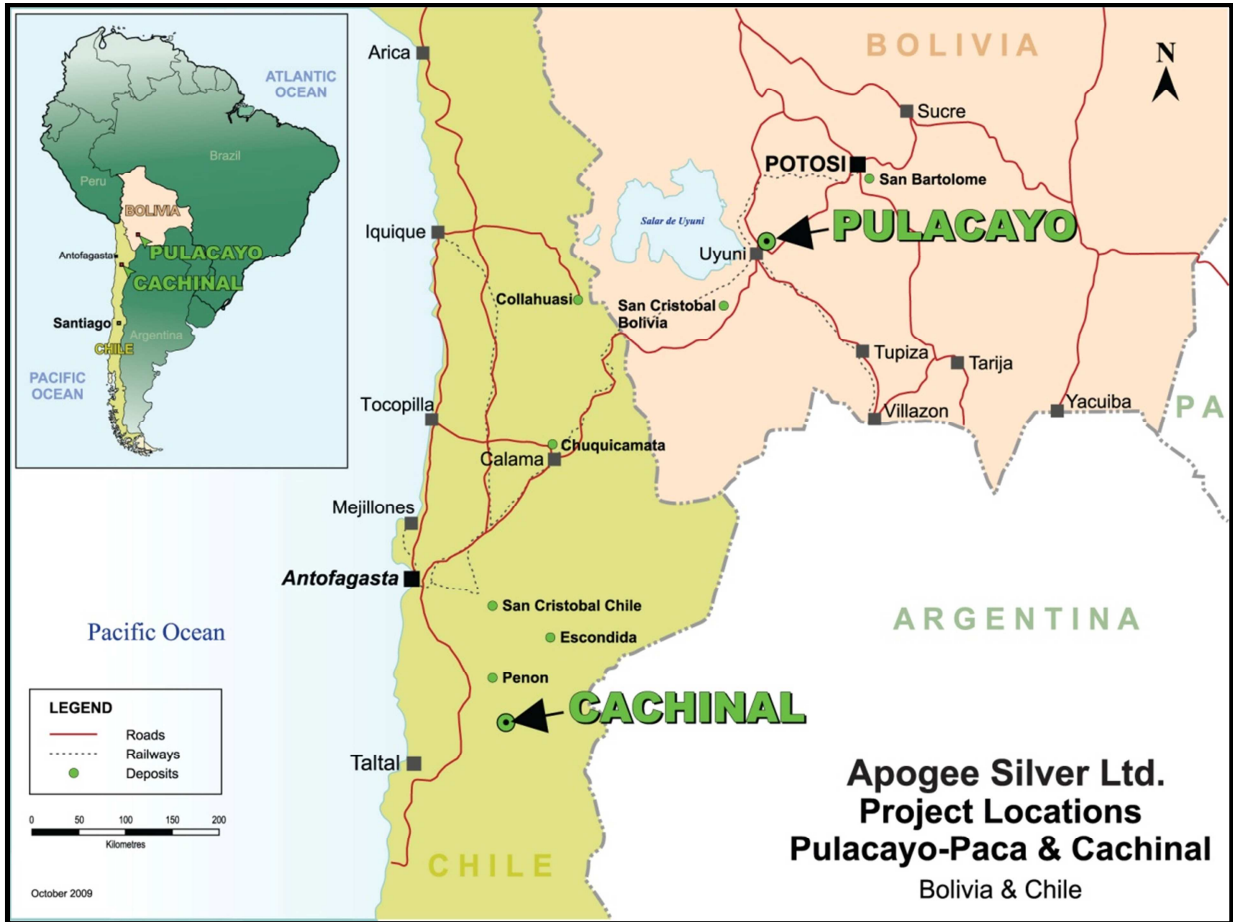 ATLANTIC
OCEAN
Brazil
Peru
BOLIVIA
PULACAYO
Antofagasta
CACHINAL
Santiago
Argentina
CHILE
PACIFIC
OCEAN
BOLIVIA
N
Arica
Sucre
POTOSI
San Bartolome
Salar de Uyuni
PULACAYO
Iquique
Uyuni
Collahuasi
San Cristobal
Bolivia
Tupiza
Tarija
Tocopilla
Villazon
Yacuiba
PA
Chuquicamata
Calama
Mejillones
Antofagasta
San Cristobal Chile
Escondida
ARGENTINA
Pacific Ocean
Penon
CACHINAL
Taltal
LEGEND
Roads
Railways
Deposits
0 50 100 150 200
Kilometres
October 2009
CHILE
Apogee Silver Ltd.
Project Locations
Pulacayo-Paca & Cachinal
Bolivia & Chile